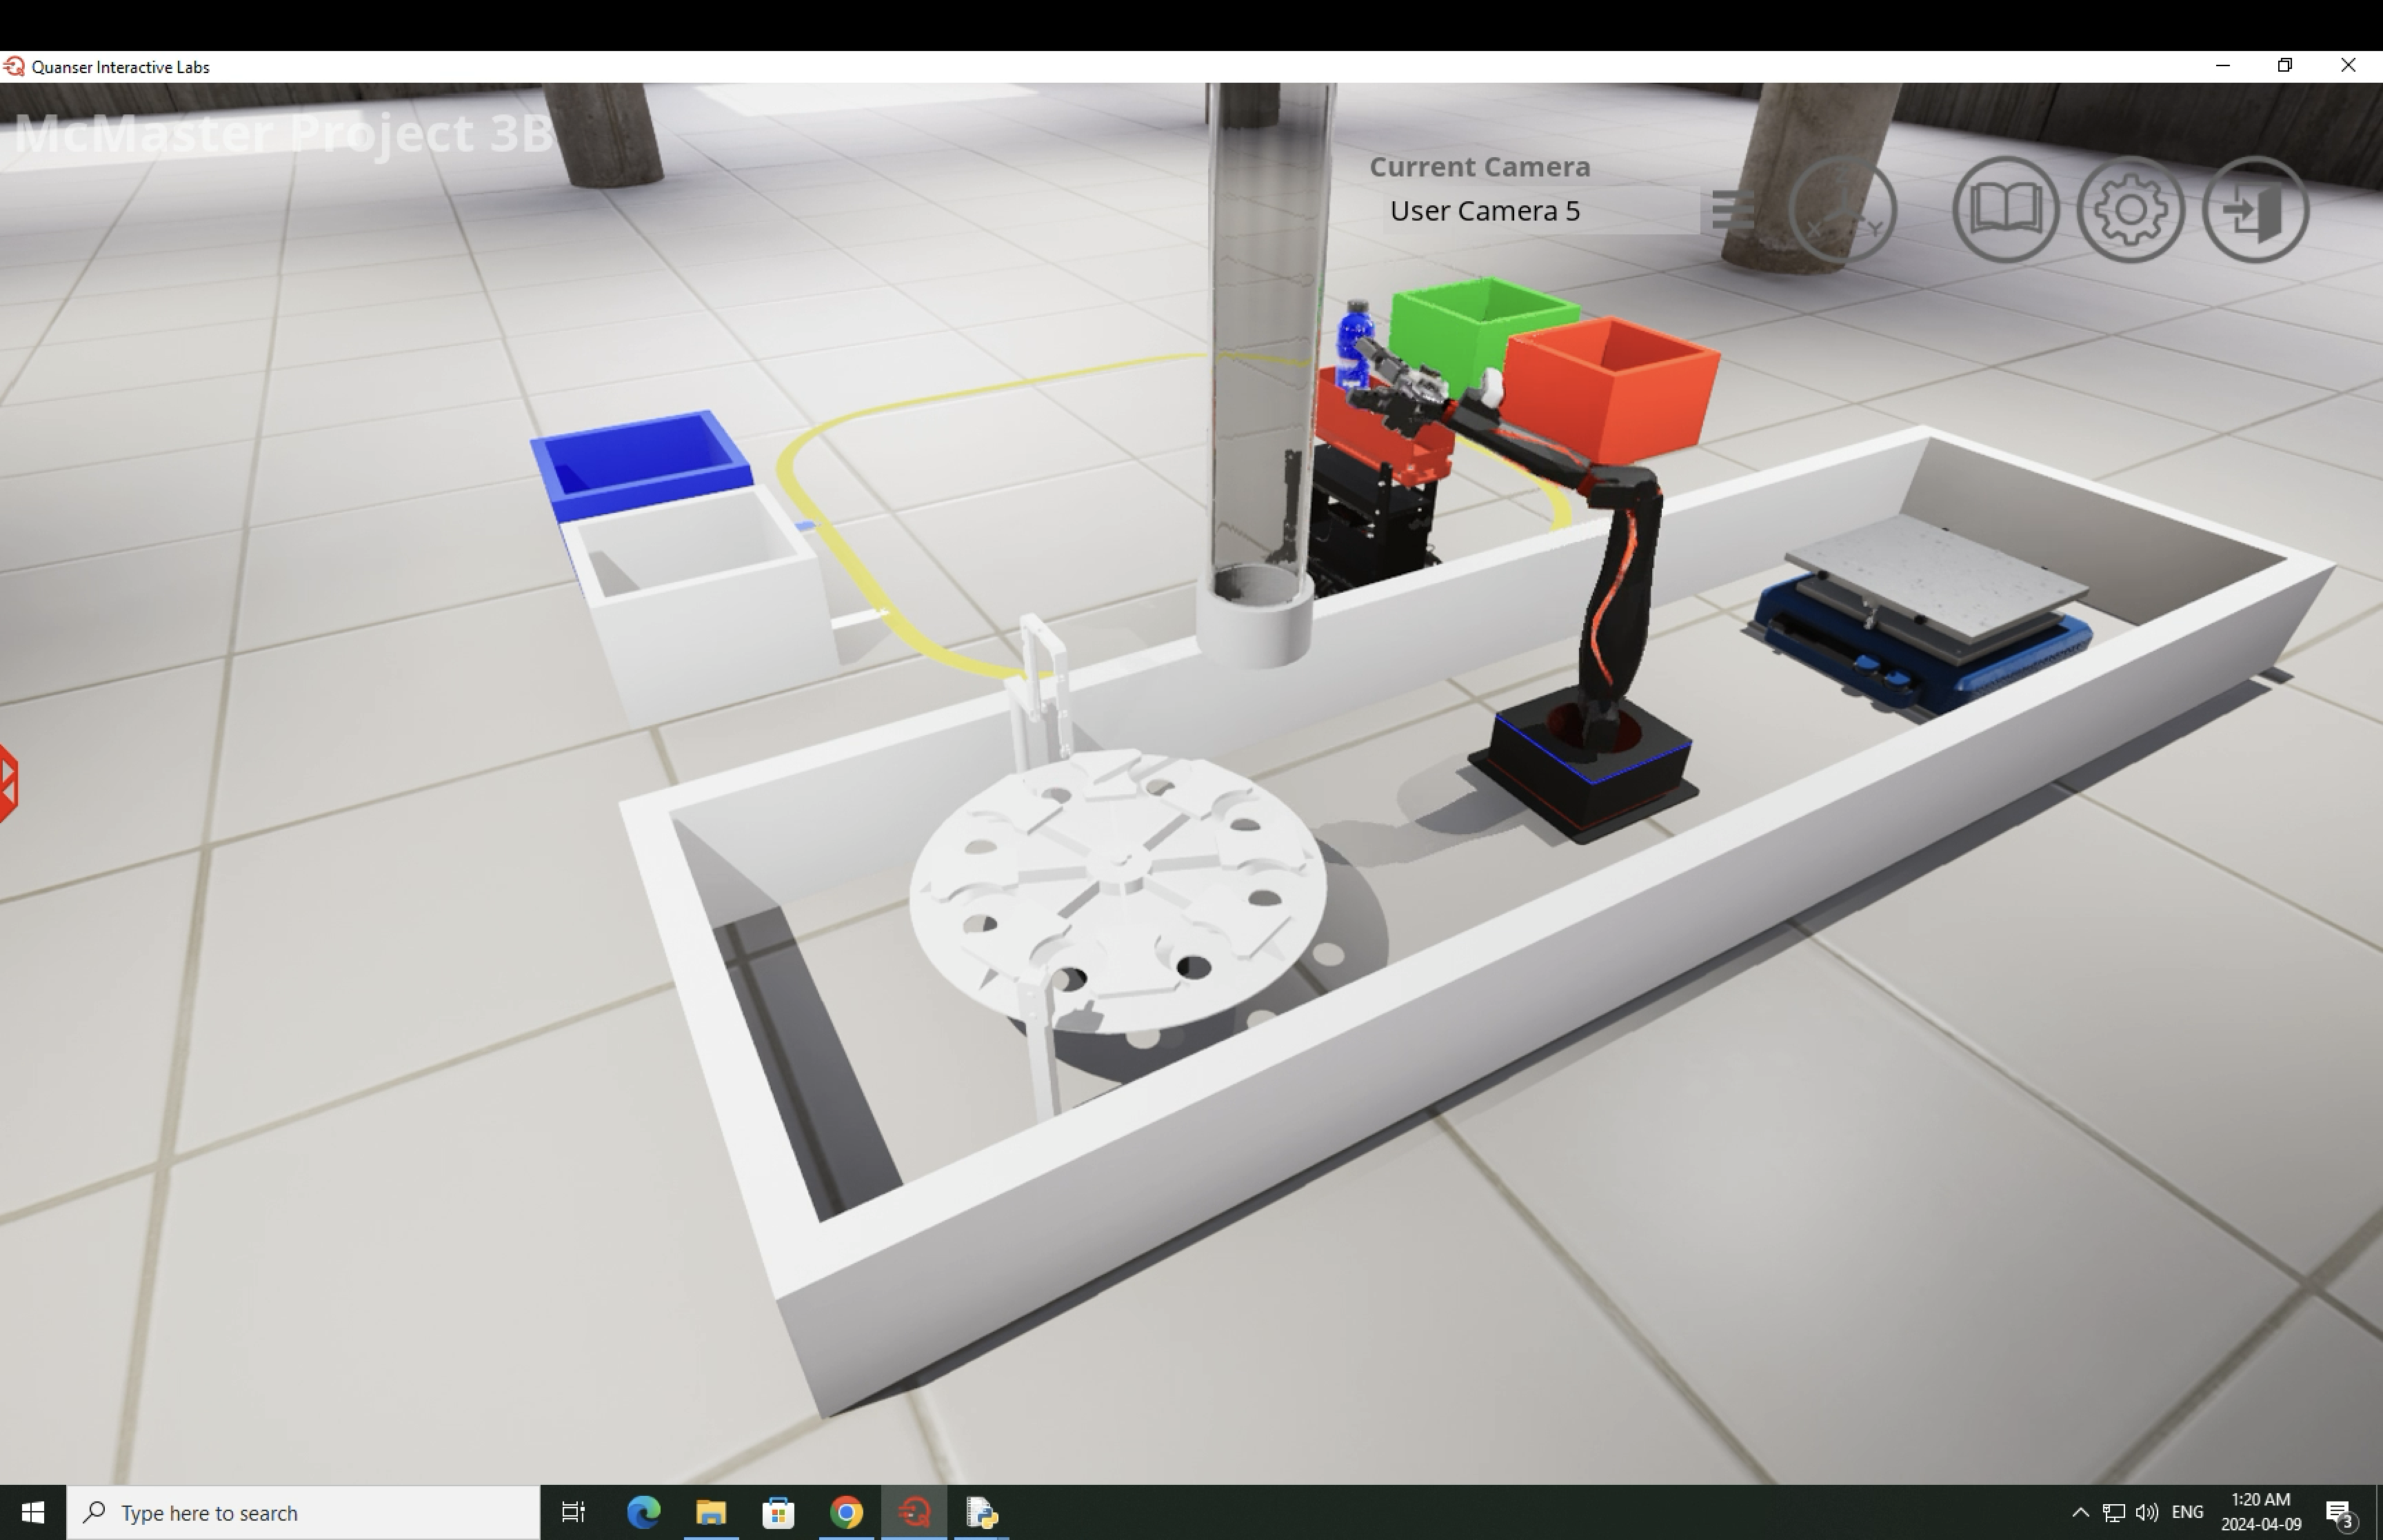 Quanser Interactive Labs
McMaster Project 3B
Current Camera
User Camera 5
X
Y
Type here to search
ENG
1:20 AM
2024-04-09
3